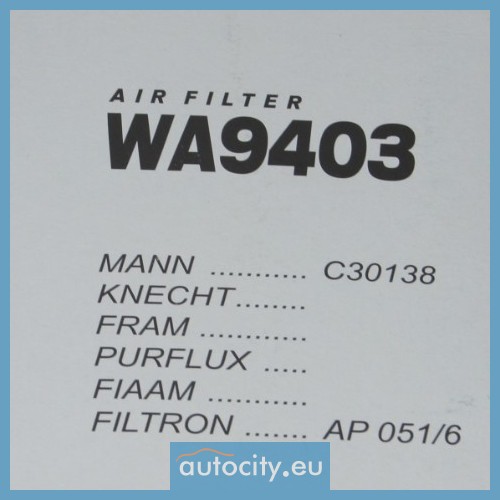 AIR FILTER
WA9403
MANN ........... C30138
KNECHT........
FRAM ............
PURFLUX .....
FIAAM ...........
FILTRON ....... AP 051/6
autocity.eu